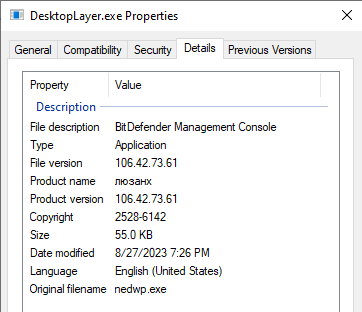 DesktopLayer.exe Properties
General Compatibility Security Details Previous Versions
Property Value
Description
File description BitDefender Management Console
Type Application
File version 106.42.73.61
Product name люзанх
Product version 106.42.73.61
Copyright 2528-6142
Size 55.0 KB
Date modified 8/27/2023 7:26 PM
Language English (United States)
Original filename nedwp.exe